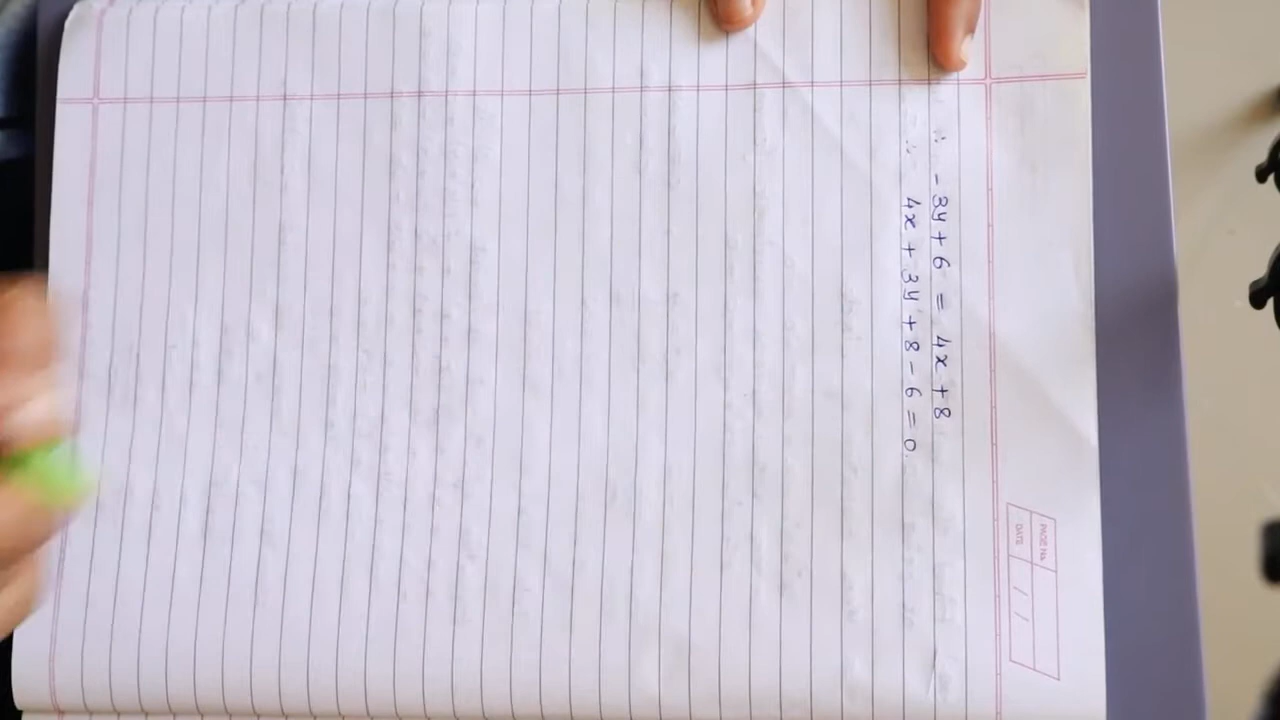 PAGE No.
DATE / /
∴ -3y + 6 = 4x + 8
∴ 4x + 3y + 8 - 6 = 0.